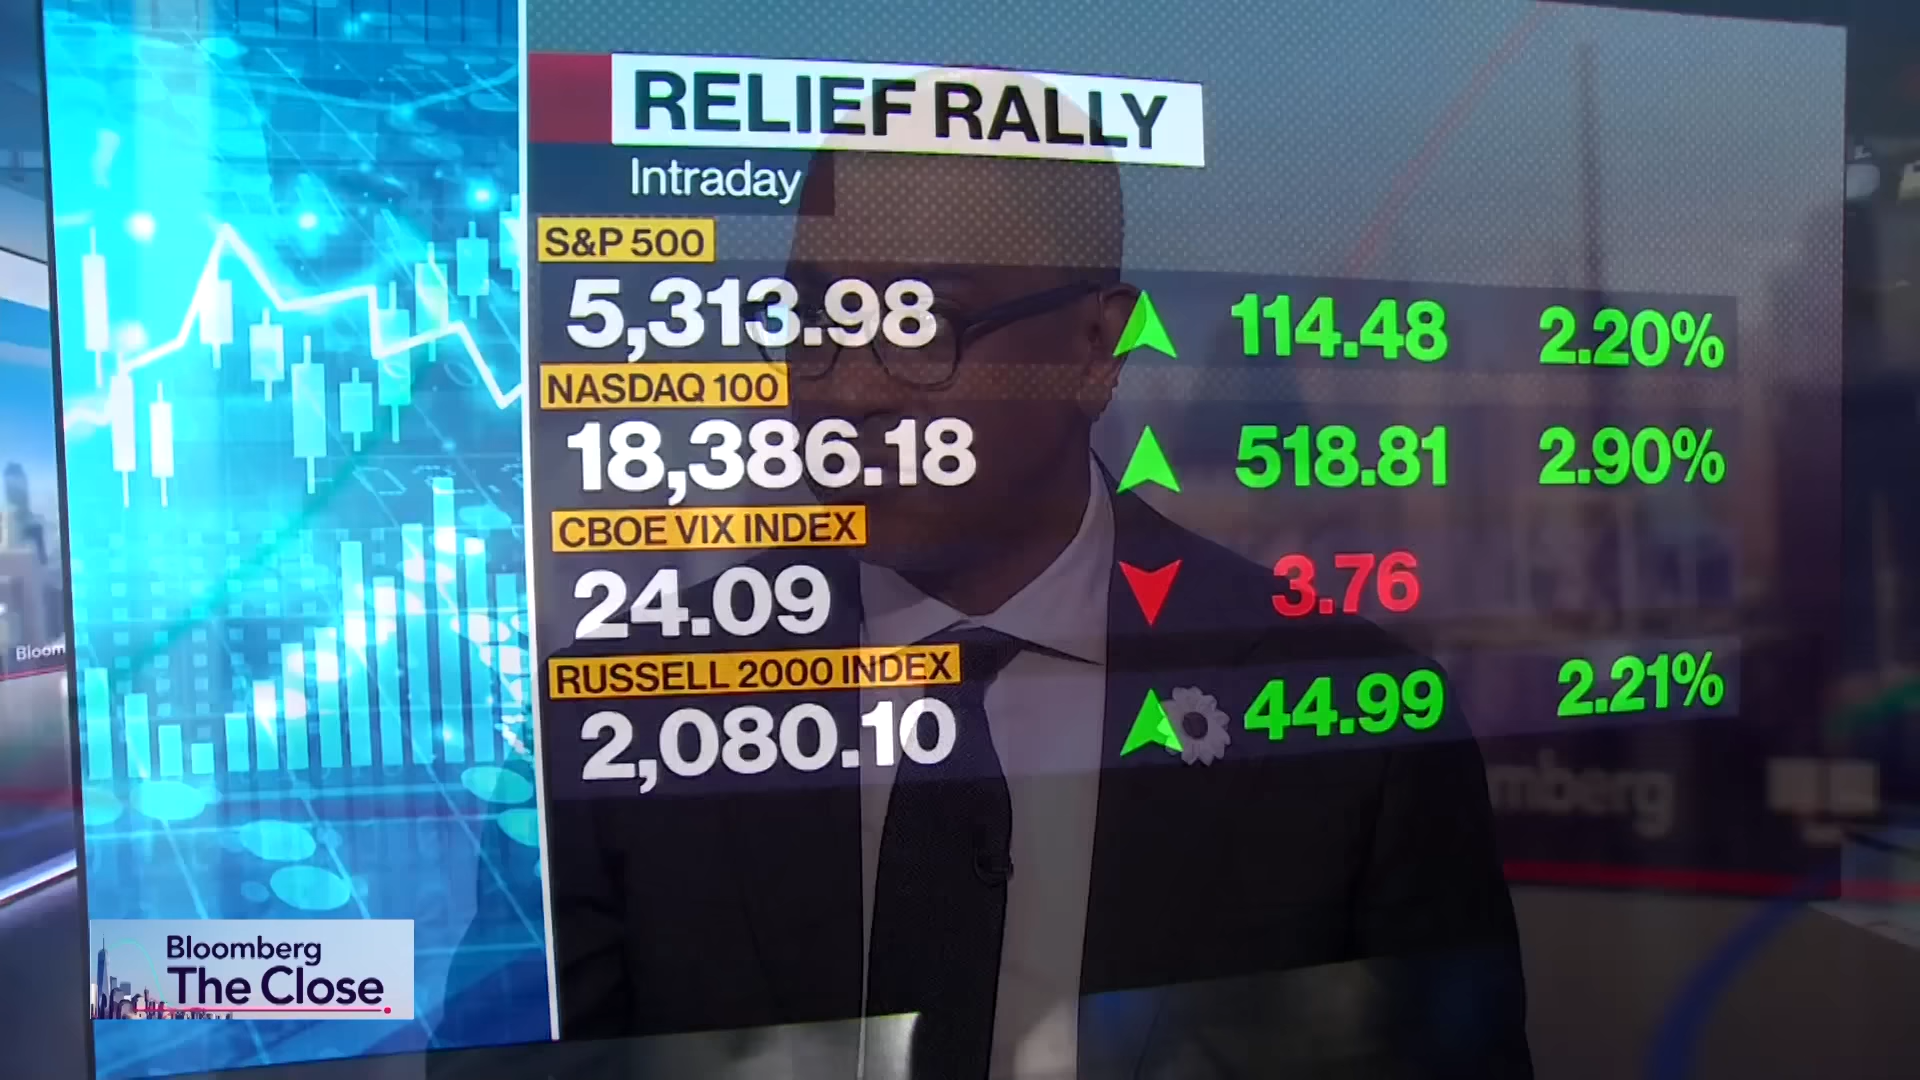 RELIEF RALLY
Intraday
S&P 500
5,313.98 114.48 2.20%
NASDAQ 100
18,386.18 518.81 2.90%
CBOE VIX INDEX
24.09 3.76
RUSSELL 2000 INDEX
2,080.10 44.99 2.21%
Bloom
mberg
Bloomberg
The Close